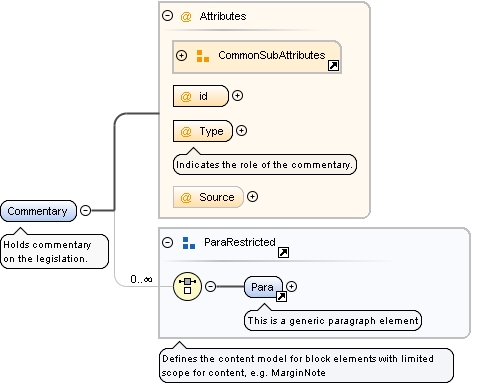 @ Attributes
CommonSubAttributes
@ id
@ Type
Indicates the role of the commentary.
@ Source
Commentary
Holds commentary
on the legislation.
ParaRestricted
0..∞
Para
This is a generic paragraph element
Defines the content model for block elements with limited
scope for content, e.g. MarginNote